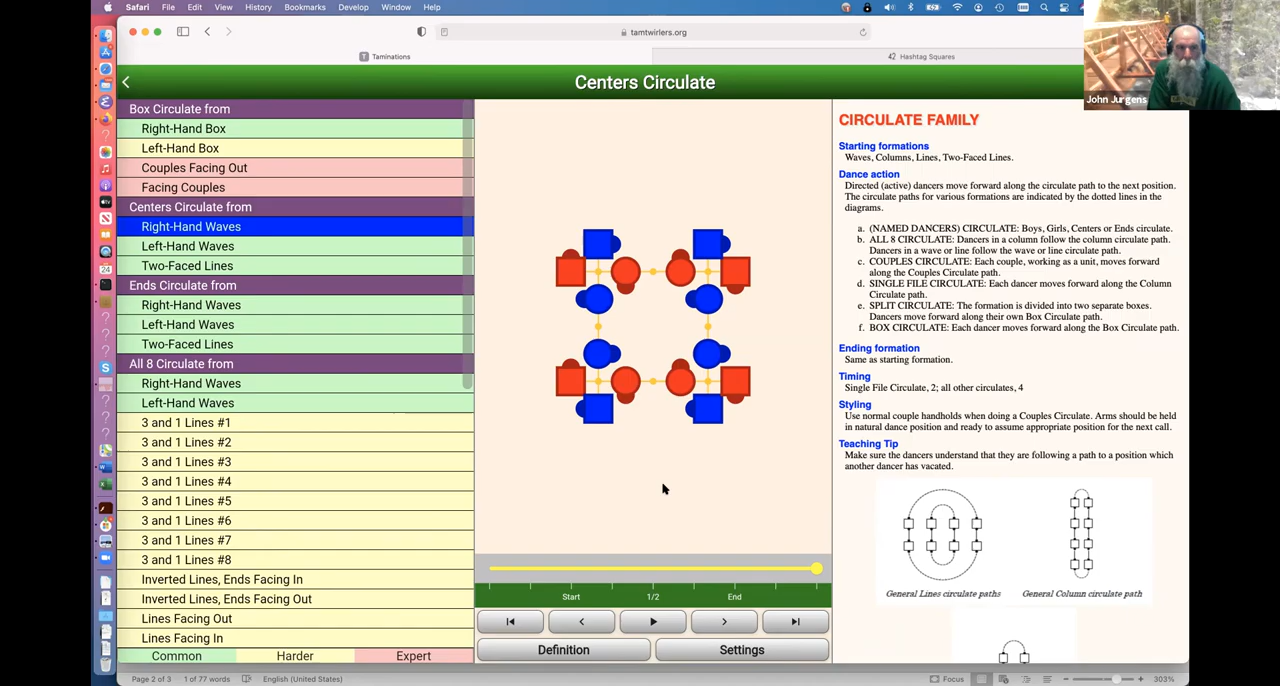 Safari File Edit View History Bookmarks Develop Window Help
tamtwirlers.org
T Taminations
42 Hashtag Squares
Centers Circulate
John Jurgens
Box Circulate from
Right-Hand Box
Left-Hand Box
Couples Facing Out
Facing Couples
Centers Circulate from
Right-Hand Waves
Left-Hand Waves
Two-Faced Lines
Ends Circulate from
Right-Hand Waves
Left-Hand Waves
Two-Faced Lines
All 8 Circulate from
Right-Hand Waves
Left-Hand Waves
3 and 1 Lines #1
3 and 1 Lines #2
3 and 1 Lines #3
3 and 1 Lines #4
3 and 1 Lines #5
3 and 1 Lines #6
3 and 1 Lines #7
3 and 1 Lines #8
Inverted Lines, Ends Facing In
Inverted Lines, Ends Facing Out
Lines Facing Out
Lines Facing In
Common Harder Expert
Start 1/2 End
Definition Settings
CIRCULATE FAMILY
Starting formations
Waves, Columns, Lines, Two-Faced Lines.
Dance action
Directed (active) dancers move forward along the circulate path to the next position.
The circulate paths for various formations are indicated by the dotted lines in the
diagrams.
a. (NAMED DANCERS) CIRCULATE: Boys, Girls, Centers or Ends circulate.
b. ALL 8 CIRCULATE: Dancers in a column follow the column circulate path.
Dancers in a wave or line follow the wave or line circulate path.
c. COUPLES CIRCULATE: Each couple, working as a unit, moves forward
along the Couples Circulate path.
d. SINGLE FILE CIRCULATE: Each dancer moves forward along the Column
Circulate path.
e. SPLIT CIRCULATE: The formation is divided into two separate boxes.
Dancers move forward along their own Box Circulate path.
f. BOX CIRCULATE: Each dancer moves forward along the Box Circulate path.
Ending formation
Same as starting formation.
Timing
Single File Circulate, 2; all other circulates, 4
Styling
Use normal couple handholds when doing a Couples Circulate. Arms should be held
in natural dance position and ready to assume appropriate position for the next call.
Teaching Tip
Make sure the dancers understand that they are following a path to a position which
another dancer has vacated.
General Lines circulate paths
General Column circulate path
Page 2 of 3 1 of 77 words English (United States) Focus 303%